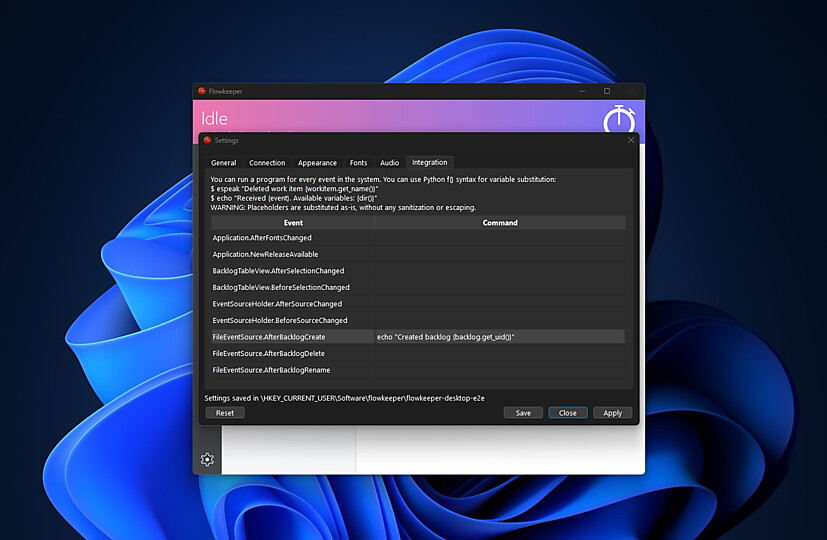 Flowkeeper
Idle
Settings
General Connection Appearance Fonts Audio Integration
You can run a program for every event in the system. You can use Python f{} syntax for variable substitution:
$ espeak "Deleted work item {workitem.get_name()}"
$ echo "Received {event}. Available variables: {dir()}"
WARNING: Placeholders are substituted as-is, without any sanitization or escaping.
Event Command
Application.AfterFontsChanged
Application.NewReleaseAvailable
BacklogTableView.AfterSelectionChanged
BacklogTableView.BeforeSelectionChanged
EventSourceHolder.AfterSourceChanged
EventSourceHolder.BeforeSourceChanged
FileEventSource.AfterBacklogCreate echo "Created backlog {backlog.get_uid()}"
FileEventSource.AfterBacklogDelete
FileEventSource.AfterBacklogRename
Settings saved in \HKEY_CURRENT_USER\Software\flowkeeper\flowkeeper-desktop-e2e
Reset Save Close Apply